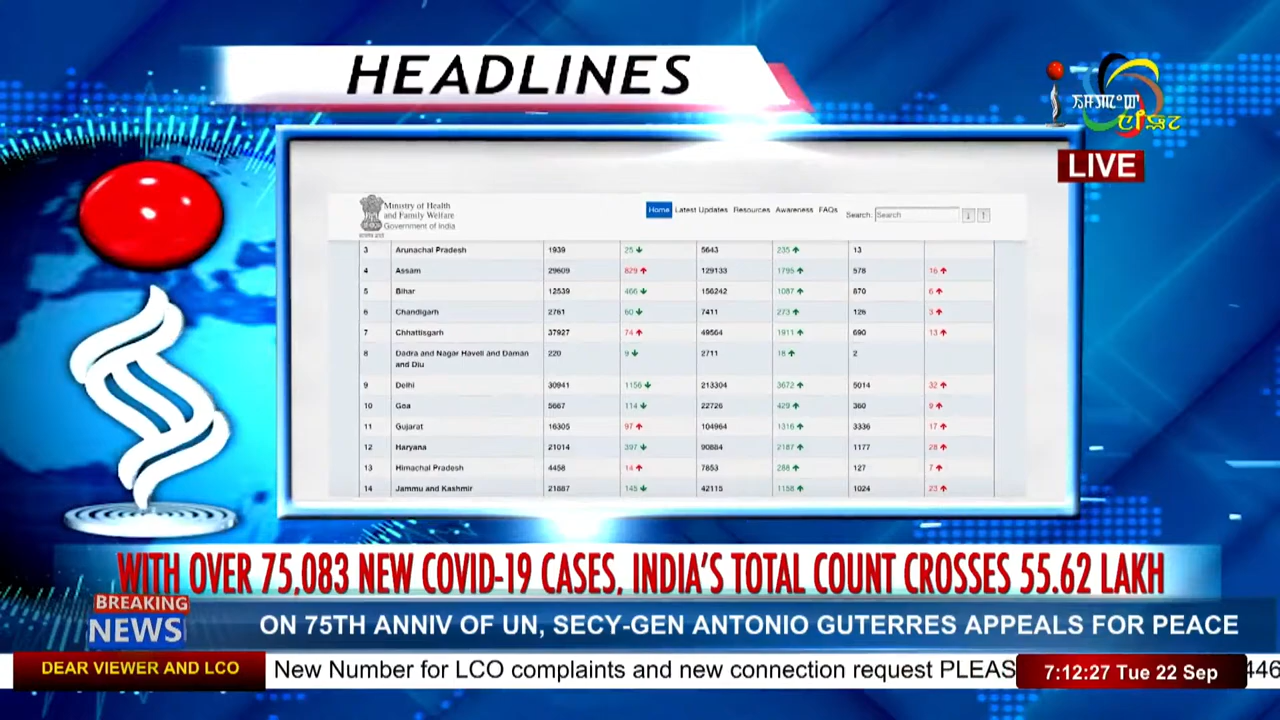 HEADLINES
LIVE
Ministry of Health
and Family Welfare
Government of India
Home Latest Updates Resources Awareness FAQs Search: Search
3 Arunachal Pradesh 1939 25↓ 5643 235↑ 13
4 Assam 29609 829↑ 129133 1795↑ 578 16↑
5 Bihar 12539 466↓ 156242 1087↑ 870 6↑
6 Chandigarh 2761 60↓ 7411 273↑ 126 3↑
7 Chhattisgarh 37927 74↑ 49564 1911↑ 690 13↑
8 Dadra and Nagar Haveli and Daman 220 9↓ 2711 18↑ 2
and Diu
9 Delhi 30941 1156↓ 213304 3672↑ 5014 32↑
10 Goa 5667 114↓ 22726 429↑ 360 9↑
11 Gujarat 16305 97↑ 104964 1316↑ 3336 17↑
12 Haryana 21014 397↓ 90884 2187↑ 1177 28↑
13 Himachal Pradesh 4458 14↑ 7853 288↑ 127 7↑
14 Jammu and Kashmir 21887 145↓ 42115 1158↑ 1024 23↑
WITH OVER 75,083 NEW COVID-19 CASES, INDIA'S TOTAL COUNT CROSSES 55.62 LAKH
BREAKING
NEWS
ON 75TH ANNIV OF UN, SECY-GEN ANTONIO GUTERRES APPEALS FOR PEACE
DEAR VIEWER AND LCO
New Number for LCO complaints and new connection request PLEAS
7:12:27 Tue 22 Sep
446